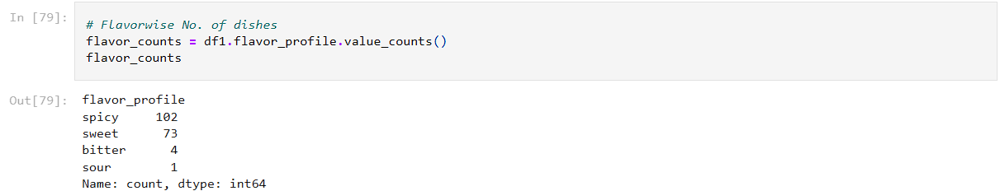 In [79]:
# Flavorwise No. of dishes
flavor_counts = df1.flavor_profile.value_counts()
flavor_counts
Out[79]:
flavor_profile
spicy     102
sweet      73
bitter      4
sour        1
Name: count, dtype: int64